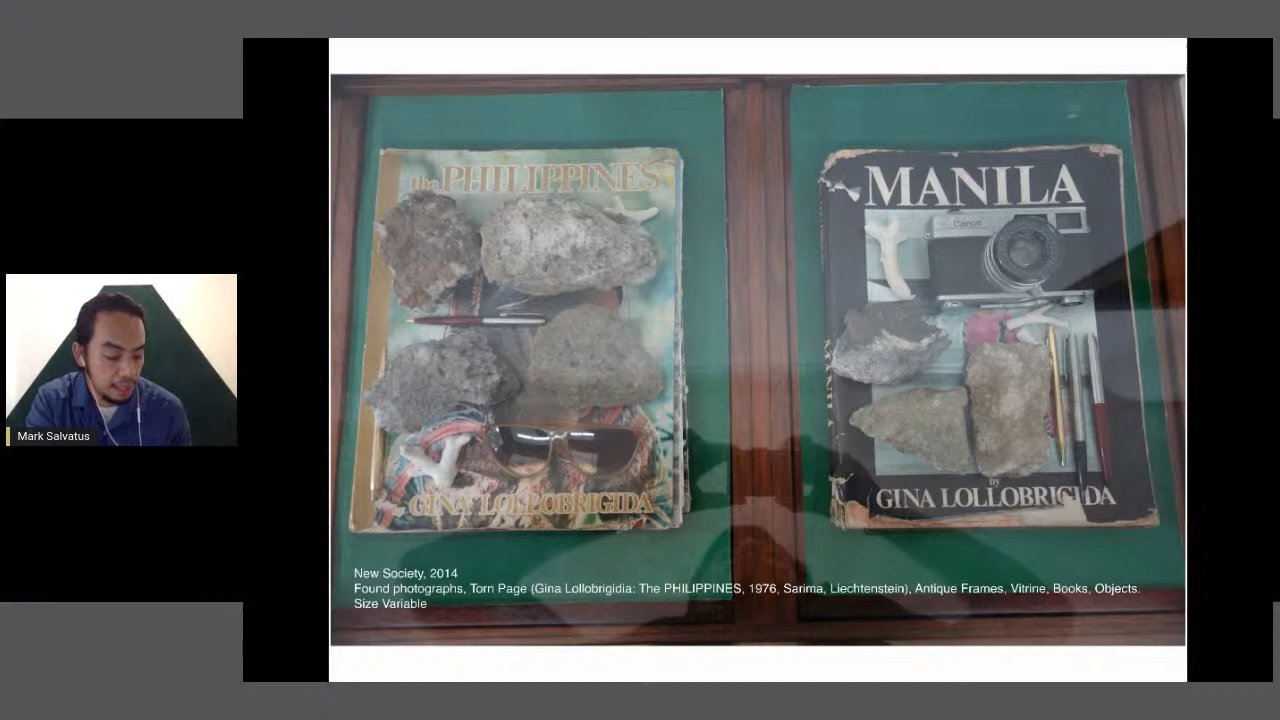 the PHILIPPINES
by GINA LOLLOBRIGIDA
MANILA
Canon
by
GINA LOLLOBRIGIDA
Mark Salvatus
New Society, 2014
Found photographs, Torn Page (Gina Lollobrigidia: The PHILIPPINES, 1976, Sarima, Liechtenstein), Antique Frames, Vitrine, Books, Objects.
Size Variable